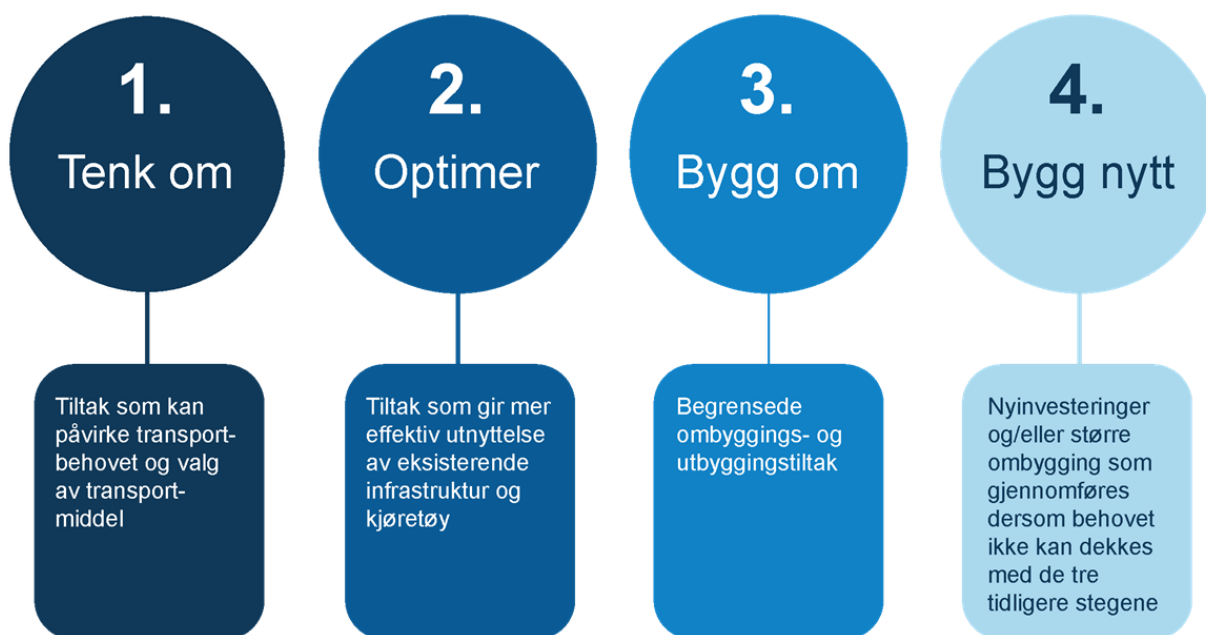 1.
Tenk om
Tiltak som kan
påvirke transport-
behovet og valg
av transport-
middel
2.
Optimer
Tiltak som gir mer
effektiv utnyttelse
av eksisterende
infrastruktur og
kjøretøy
3.
Bygg om
Begrensede
ombyggings- og
utbyggingstiltak
4.
Bygg nytt
Nyinvesteringer
og/eller større
ombygging som
gjennomføres
dersom behovet
ikke kan dekkes
med de tre
tidligere stegene